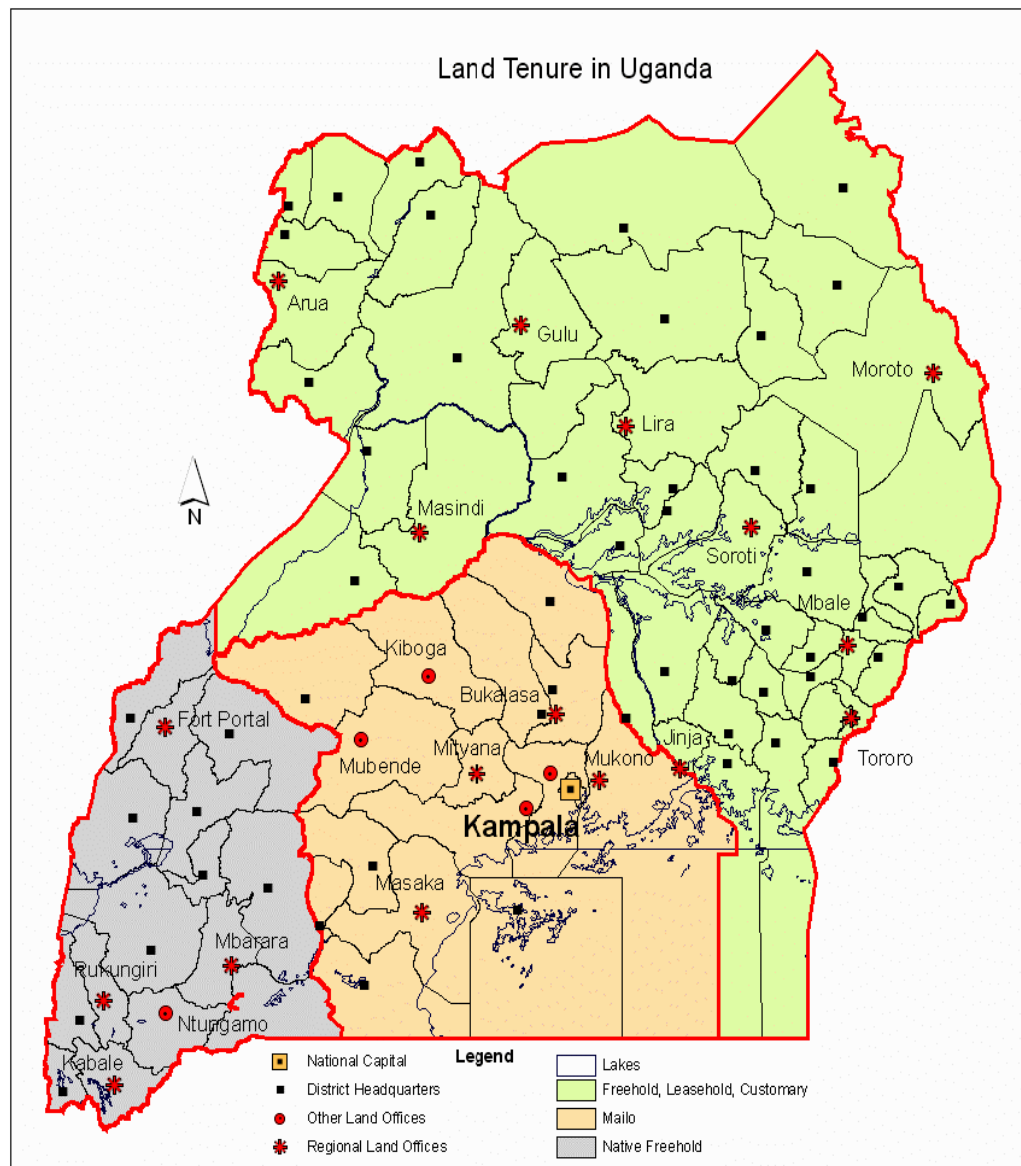 Land Tenure in Uganda
Arua
Gulu
Moroto
Lira
N
Masindi
Soroti
Mbale
Kiboga
Bukalasa
Fort Portal
Mityana
Mukono
Jinja
Mubende
Tororo
Kampala
Masaka
Mbarara
Rukungiri
Ntungamo
Kabale
Legend
National Capital
District Headquarters
Other Land Offices
Regional Land Offices
Lakes
Freehold, Leasehold, Customary
Mailo
Native Freehold